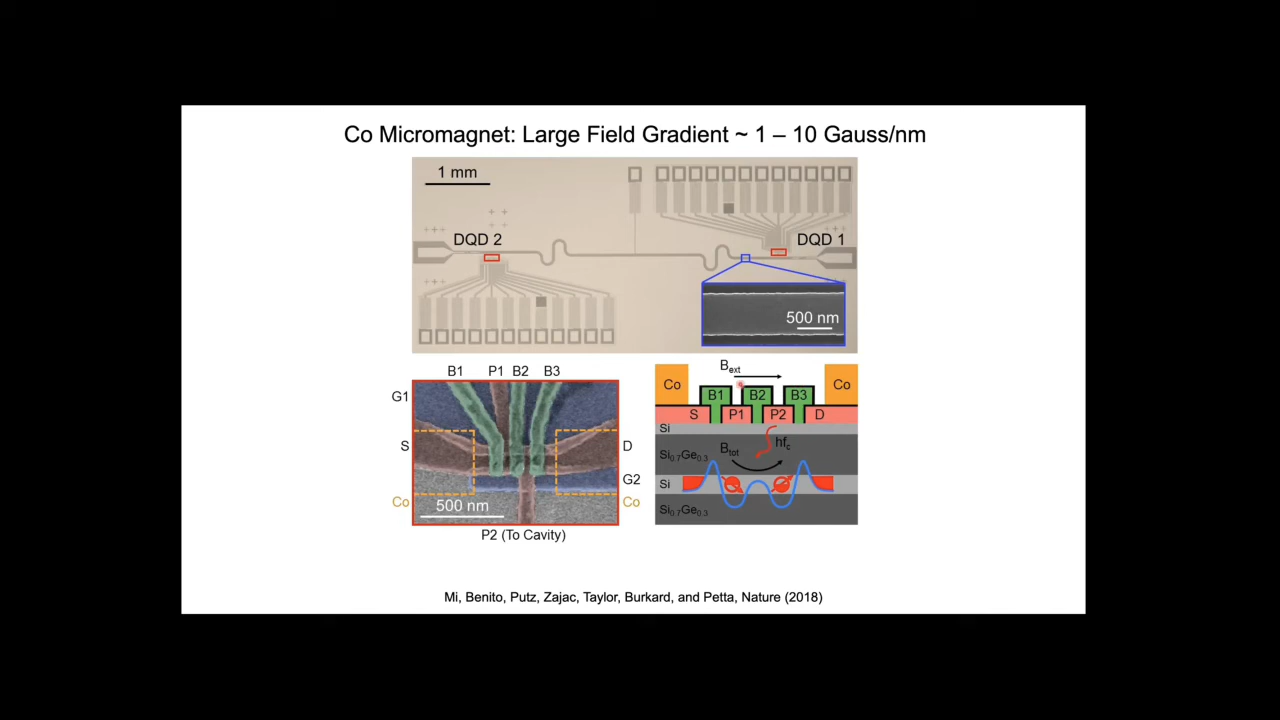 Co Micromagnet: Large Field Gradient ~ 1 – 10 Gauss/nm
1 mm
DQD 2
DQD 1
500 nm
B1 P1 B2 B3
G1
S
D
G2
Co
Co
500 nm
P2 (To Cavity)
Bext
Co
Co
B1 B2 B3
S P1 P2 D
Si
hfc
Btot
Si0.7Ge0.3
Si
Si0.7Ge0.3
Mi, Benito, Putz, Zajac, Taylor, Burkard, and Petta, Nature (2018)